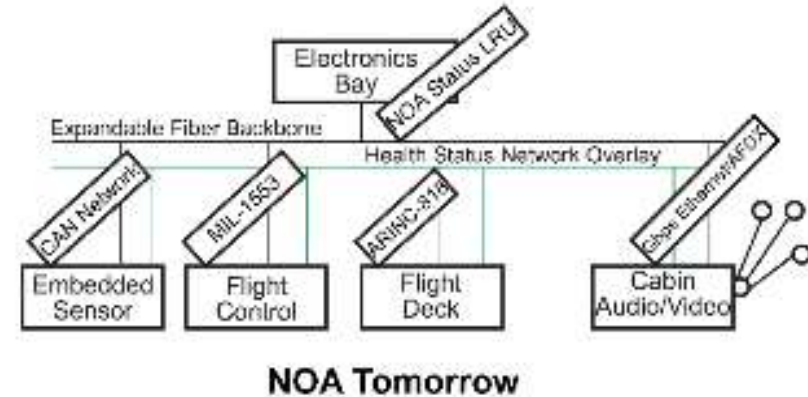 Electronics
Bay
NOA Status LRU
Expandable Fiber Backbone
Health Status Network Overlay
CAN Network
MIL-1553
ARINC-818
Gbps Ethernet/AFDX
Embedded
Sensor
Flight
Control
Flight
Deck
Cabin
Audio/Video
NOA Tomorrow